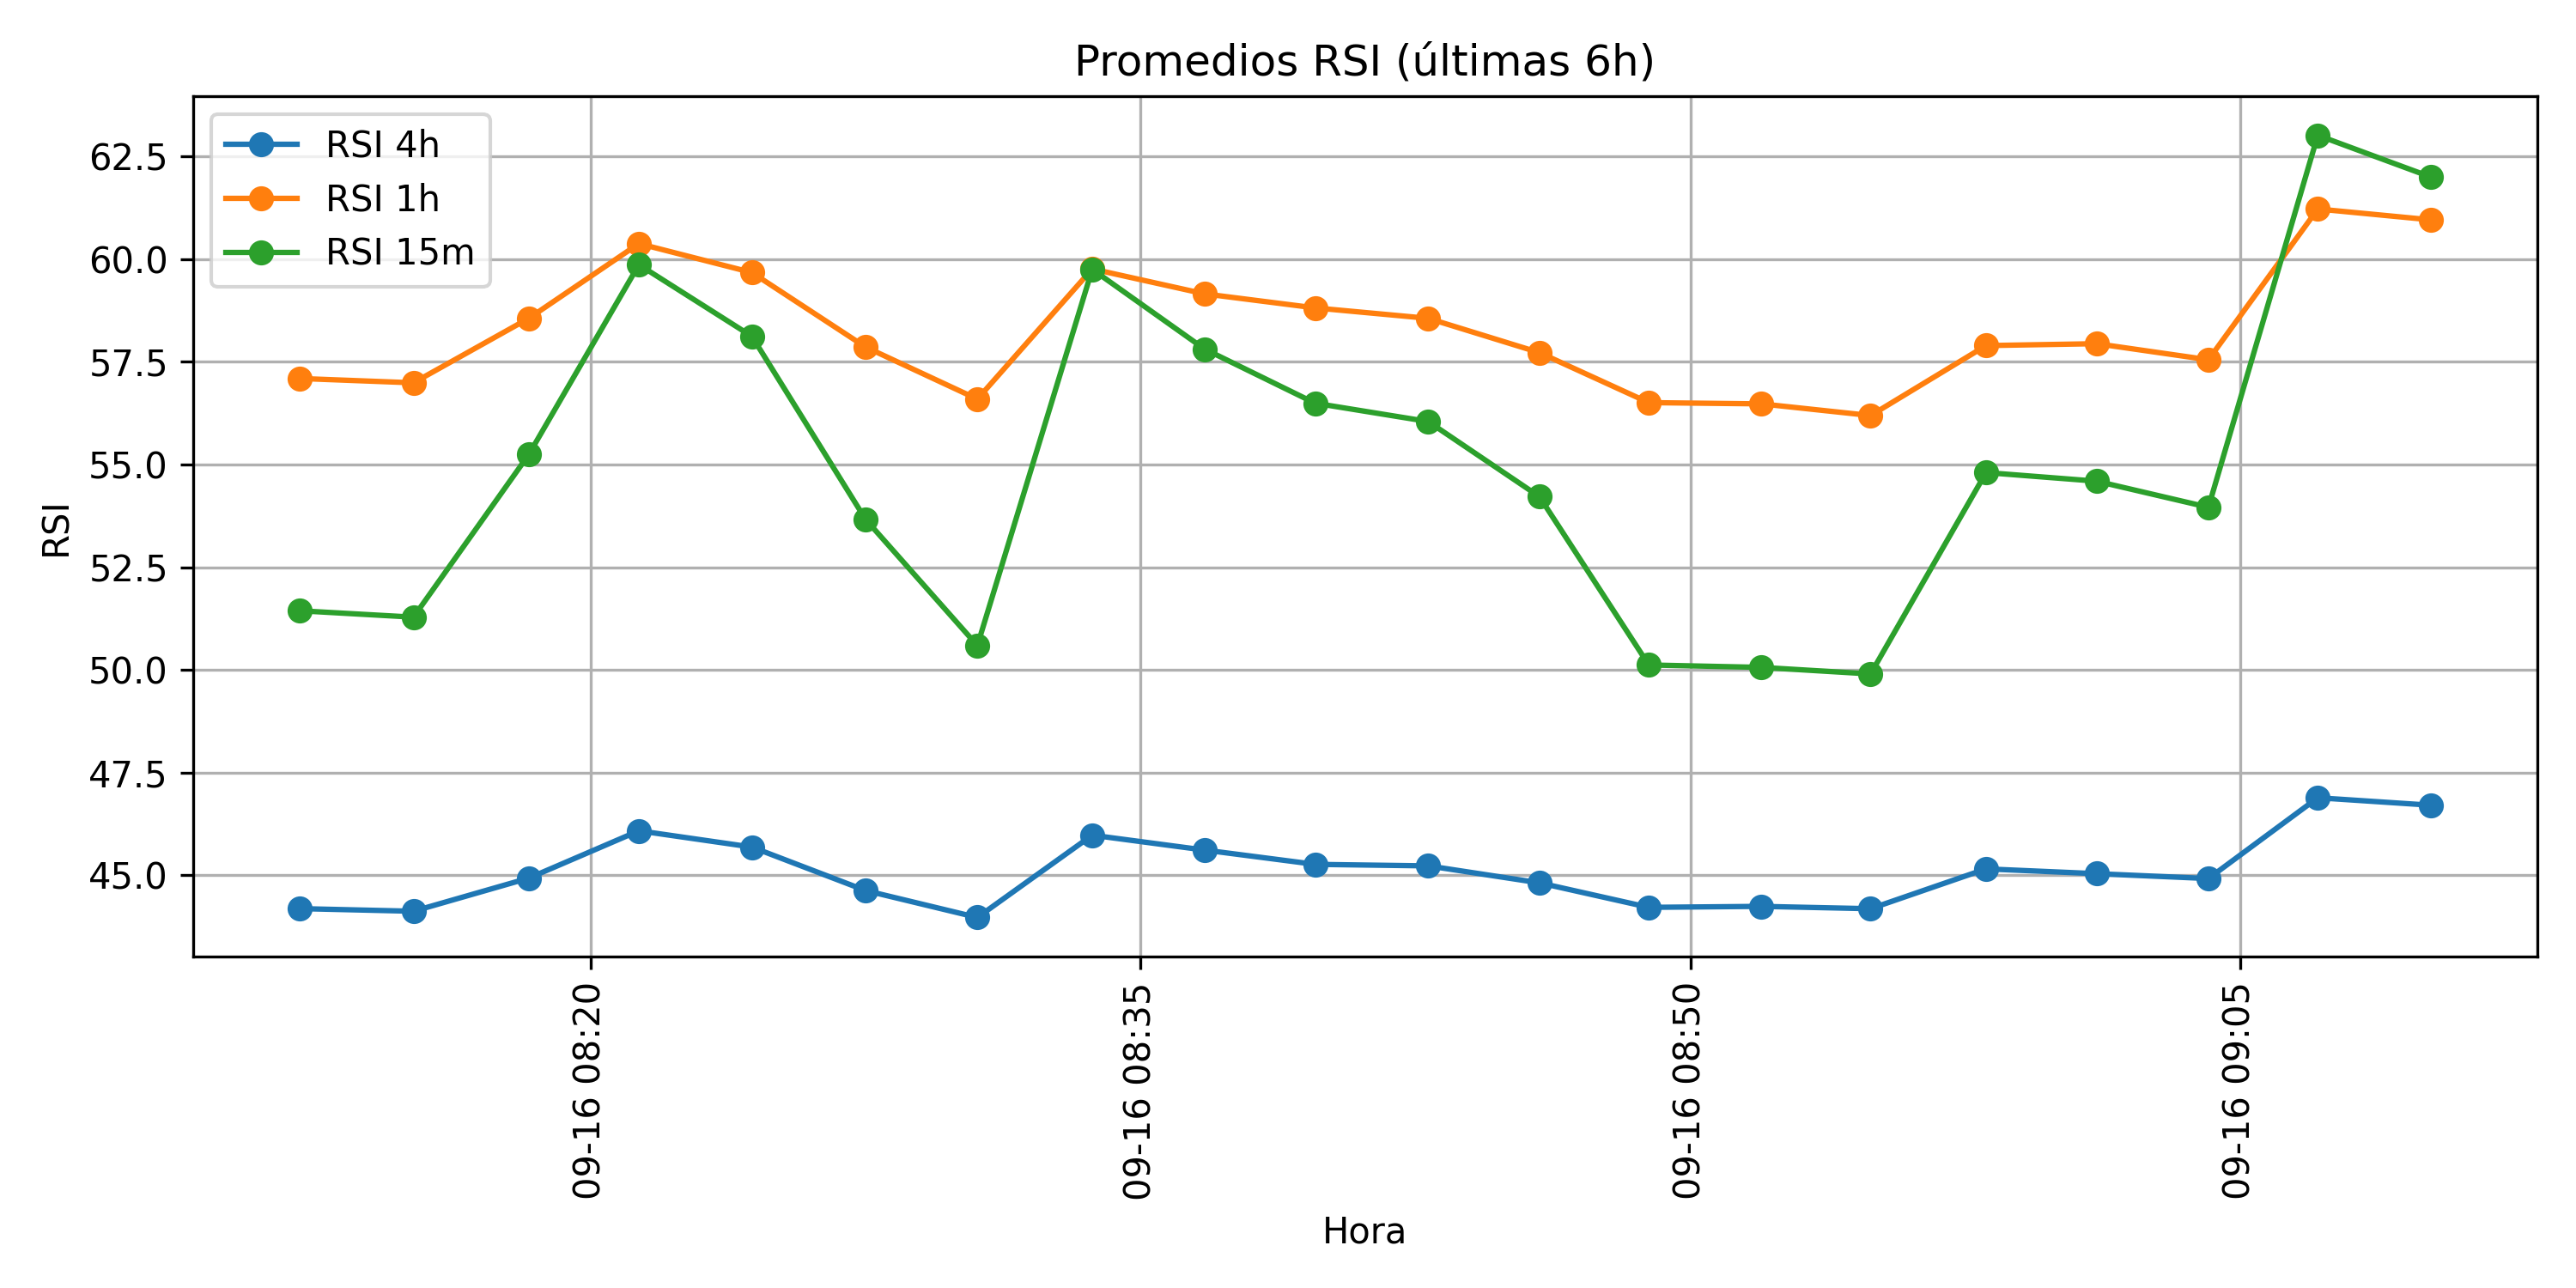 Promedios RSI (últimas 6h)
RSI 4h
RSI 1h
RSI 15m
62.5
60.0
57.5
55.0
52.5
50.0
47.5
45.0
RSI
09-16 08:20
09-16 08:35
09-16 08:50
09-16 09:05
Hora